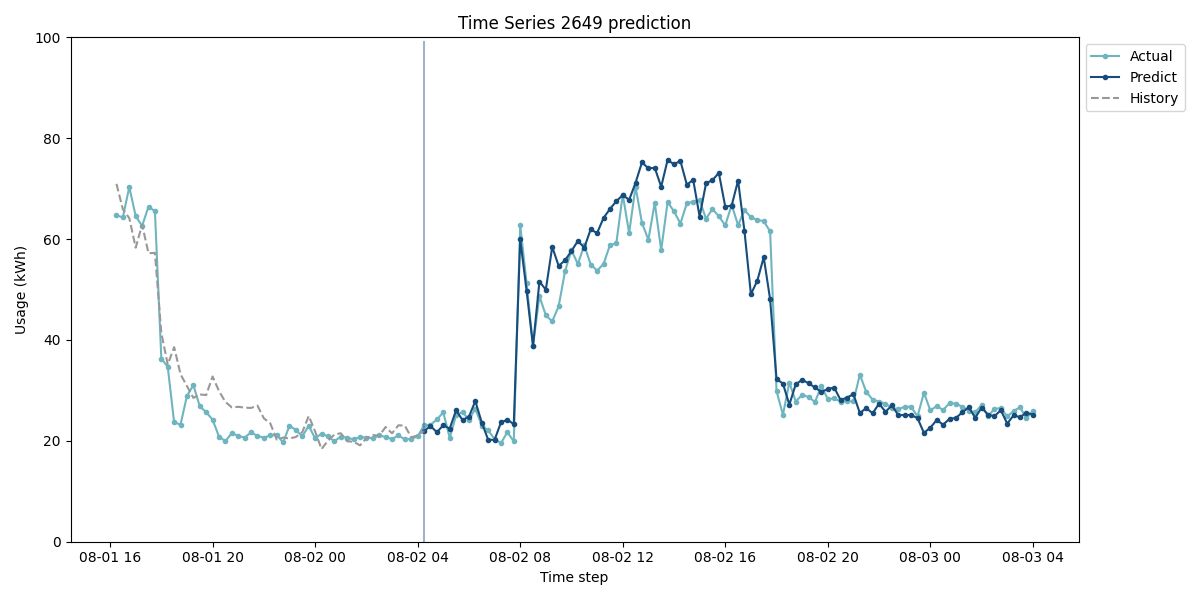 Time Series 2649 prediction
100
80
60
40
20
0
Usage (kWh)
08-01 16
08-01 20
08-02 00
08-02 04
08-02 08
08-02 12
08-02 16
08-02 20
08-03 00
08-03 04
Time step
Actual
Predict
History